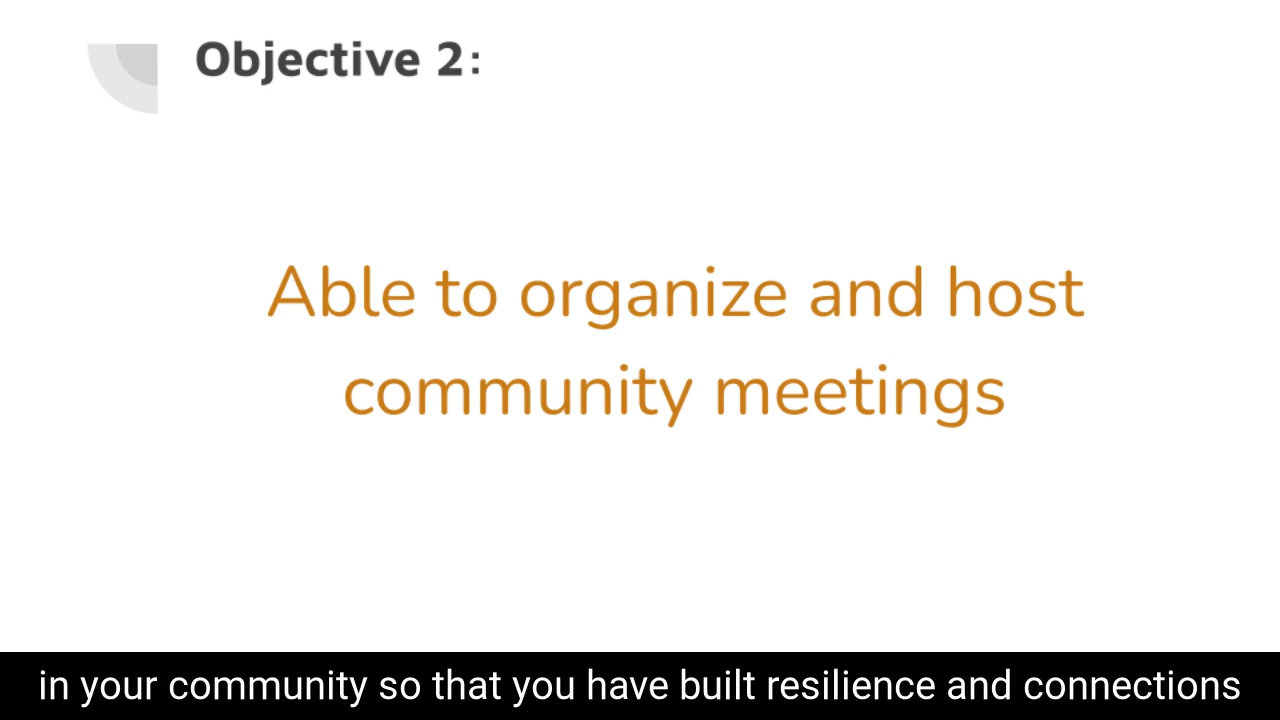 Objective 2:
Able to organize and host
community meetings
in your community so that you have built resilience and connections